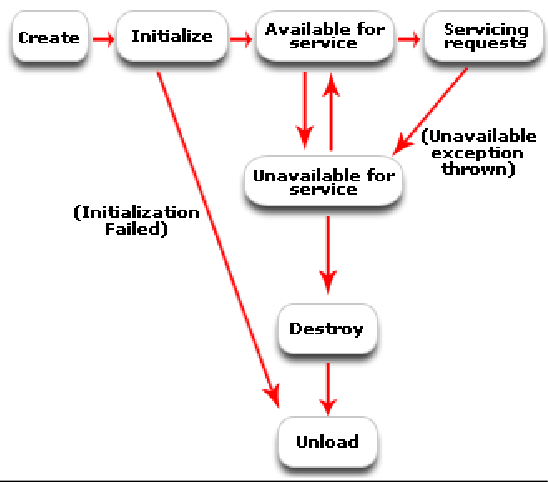 Create
Initialize
Available for
service
Servicing
requests
(Unavailable
exception
thrown)
Unavailable for
service
(Initialization
Failed)
Destroy
Unload